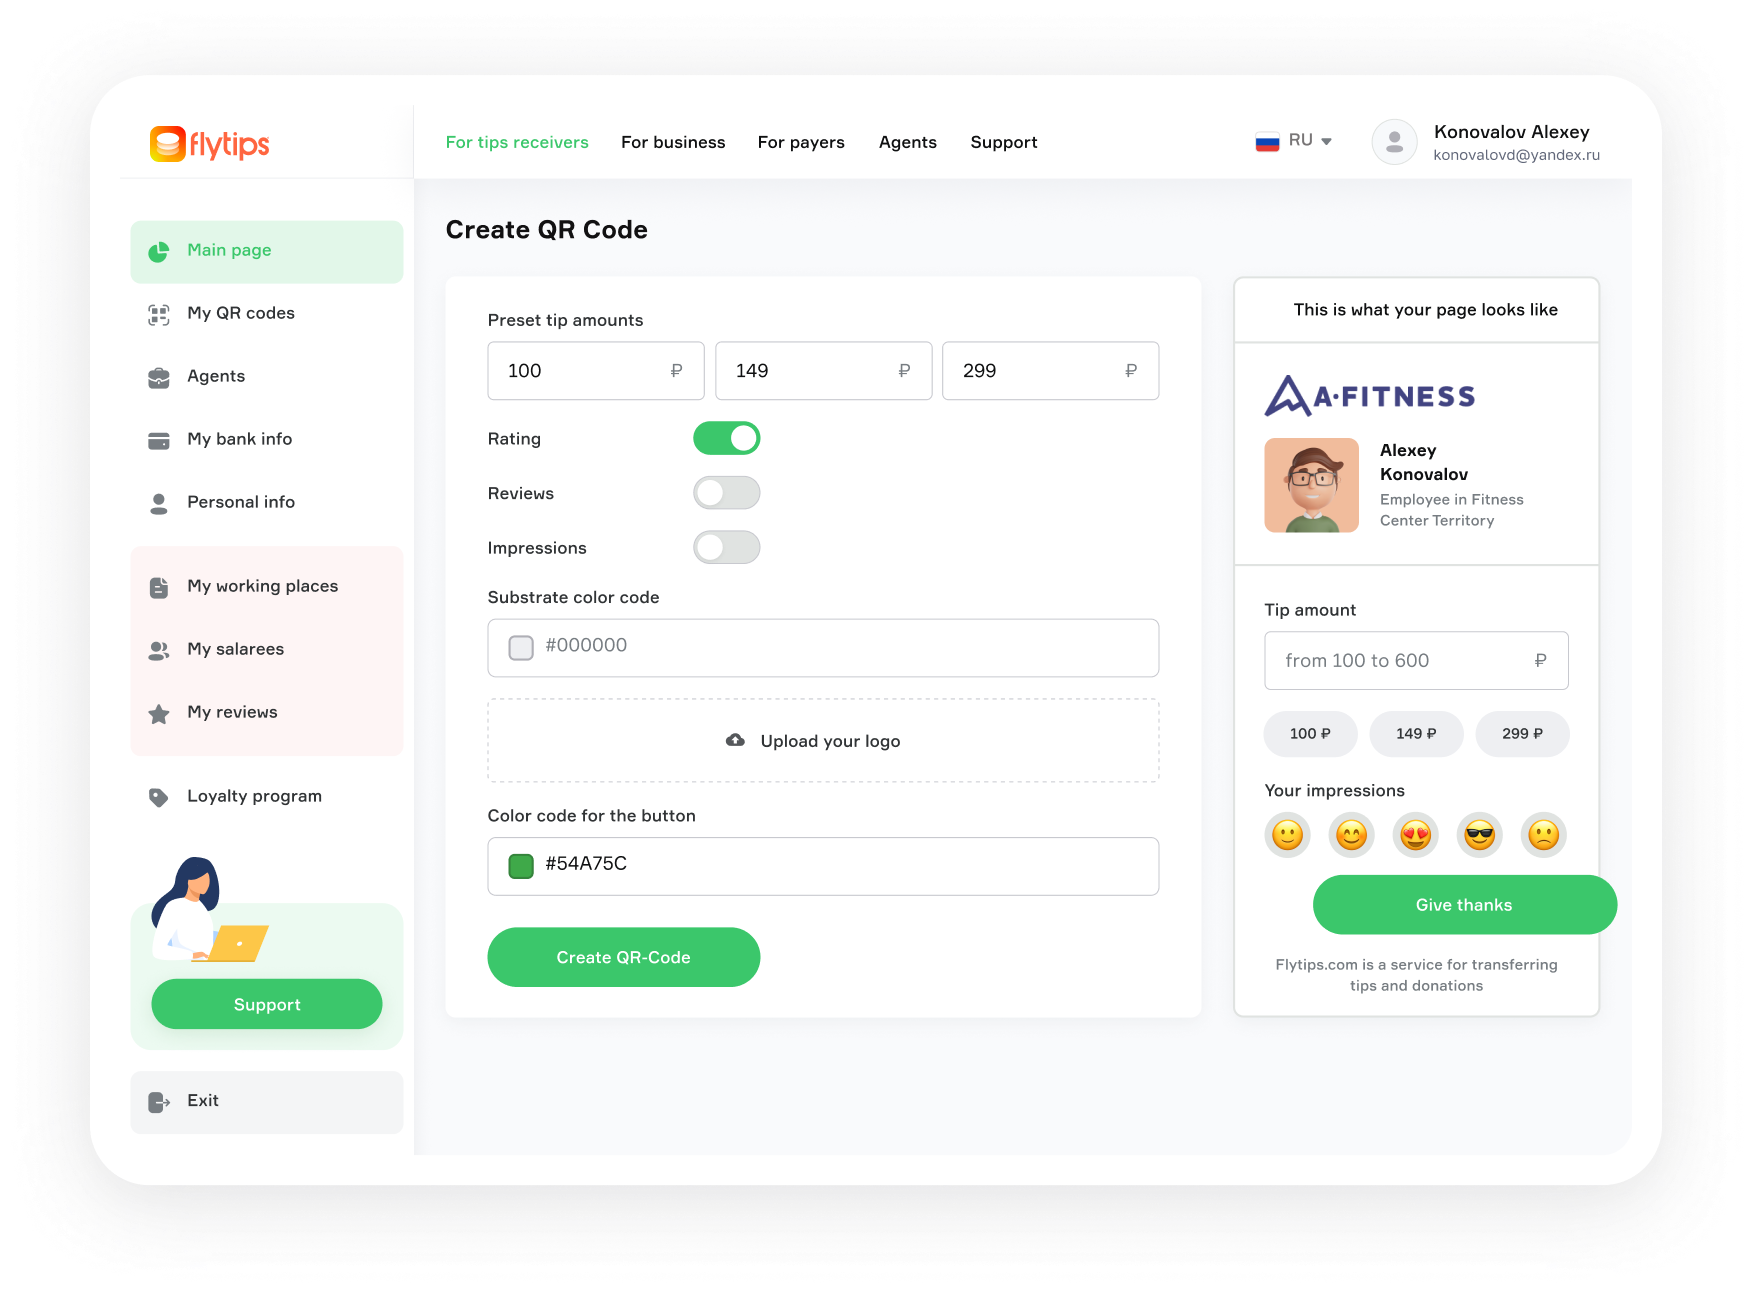 flytips
For tips receivers
For business
For payers
Agents
Support
RU
Konovalov Alexey
konovalovd@yandex.ru
Main page
My QR codes
Agents
My bank info
Personal info
My working places
My salarees
My reviews
Loyalty program
Support
Exit
Create QR Code
Preset tip amounts
100 ₽
149 ₽
299 ₽
Rating
Reviews
Impressions
Substrate color code
#000000
Upload your logo
Color code for the button
#54A75C
Create QR-Code
This is what your page looks like
A·FITNESS
Alexey
Konovalov
Employee in Fitness
Center Territory
Tip amount
from 100 to 600 ₽
100 ₽
149 ₽
299 ₽
Your impressions
Give thanks
Flytips.com is a service for transferring
tips and donations